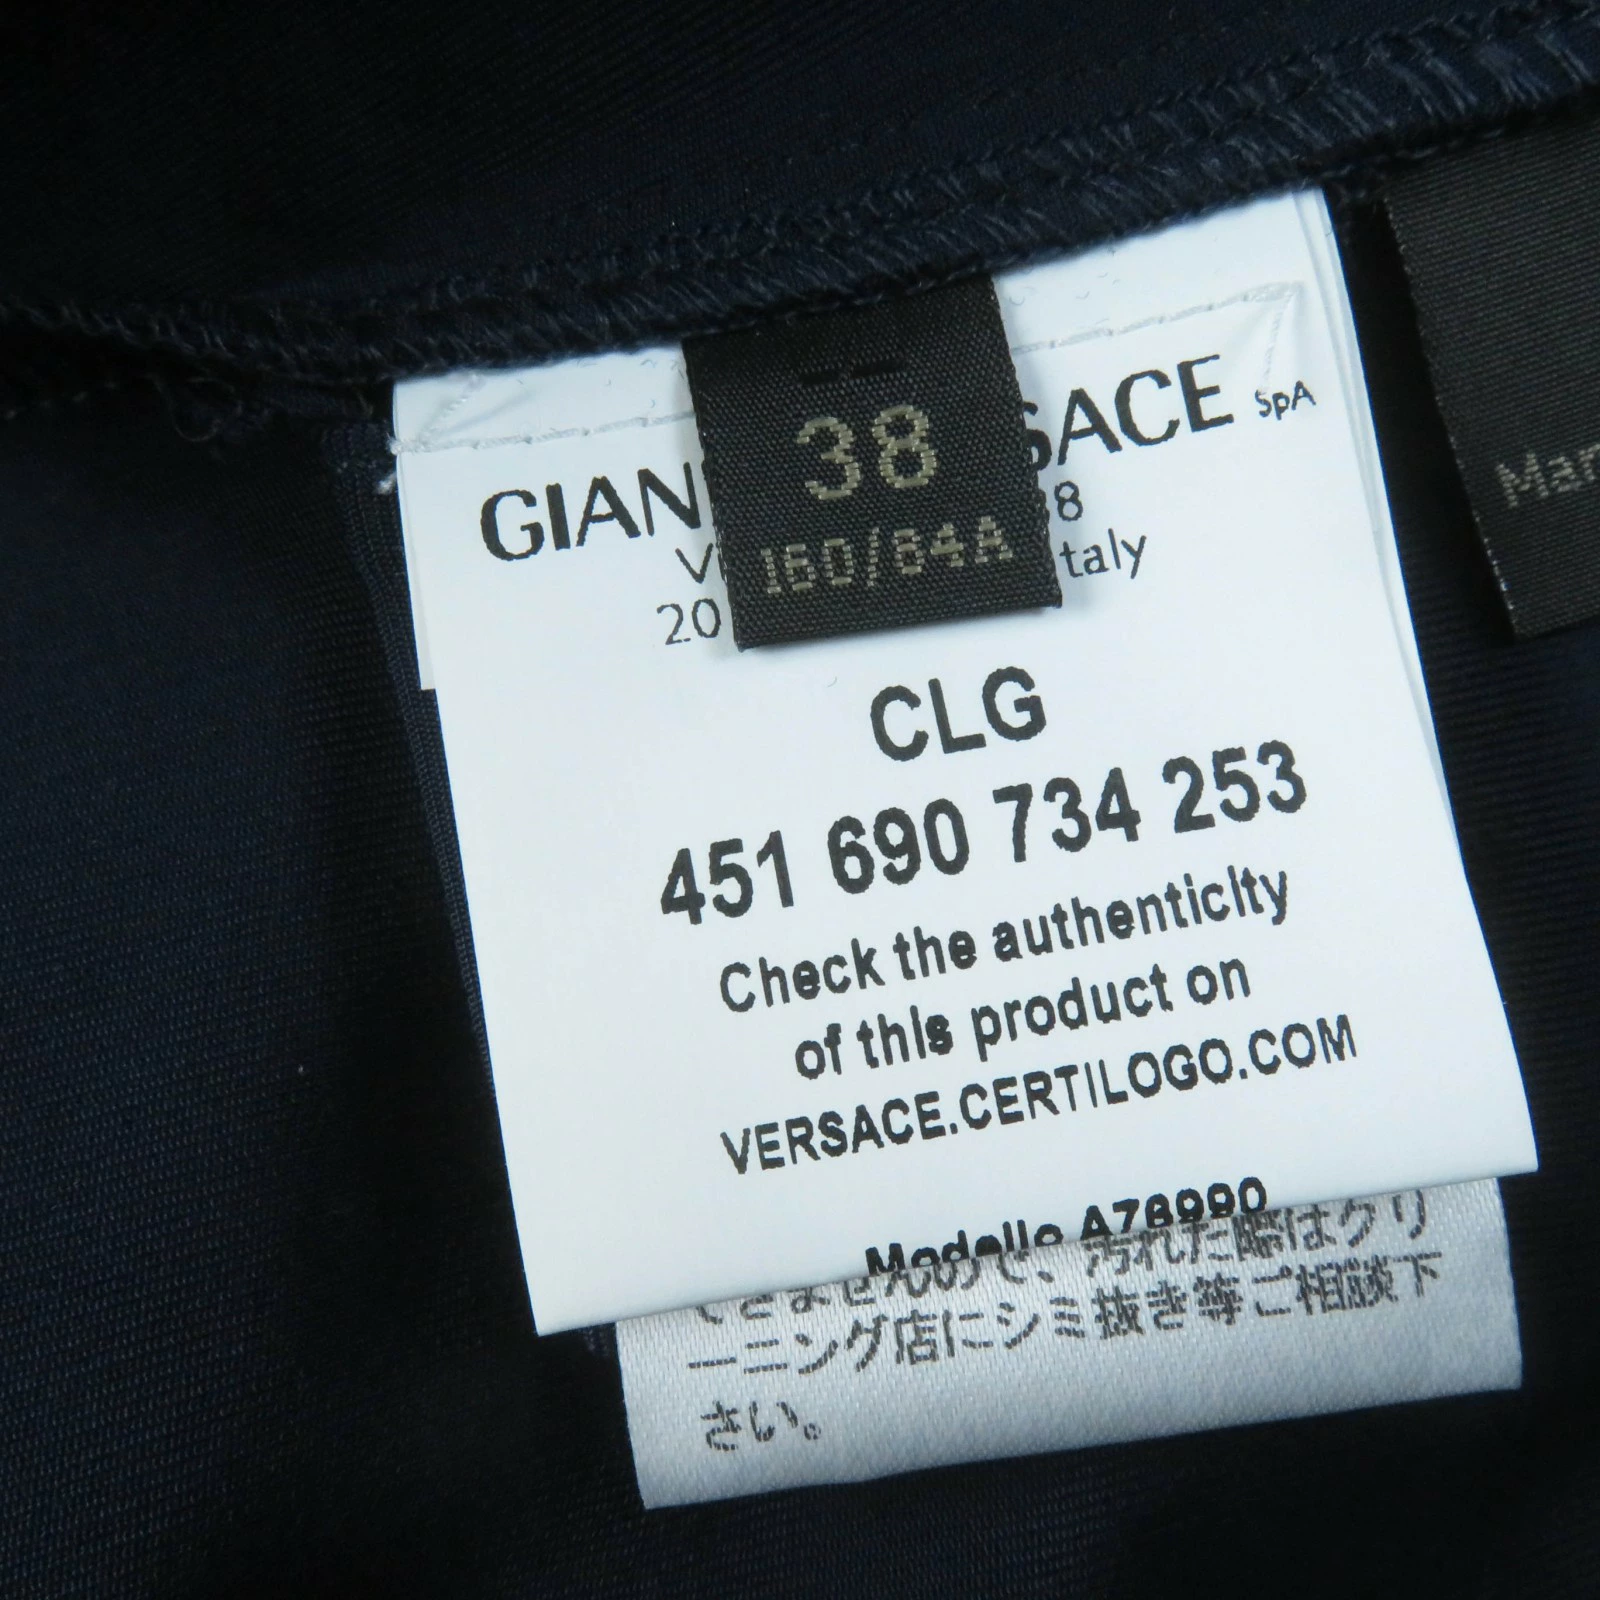 38
160/84A
GIAN SACE SpA
8
taly
20
CLG
451 690 734 253
Check the authenticity
of this product on
VERSACE.CERTILOGO.COM
Modello A78990
できませんので、汚れた際はクリ
ーニング店にシミ抜き等ご相談下
さい。